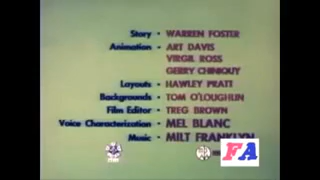 Story - WARREN FOSTER
Animation - ART DAVIS
VIRGIL ROSS
GERRY CHINIQUY
Layouts - HAWLEY PRATT
Backgrounds - TOM O'LOUGHLIN
Film Editor - TREG BROWN
Voice Characterization - MEL BLANC
Music - MILT FRANKLYN
FA